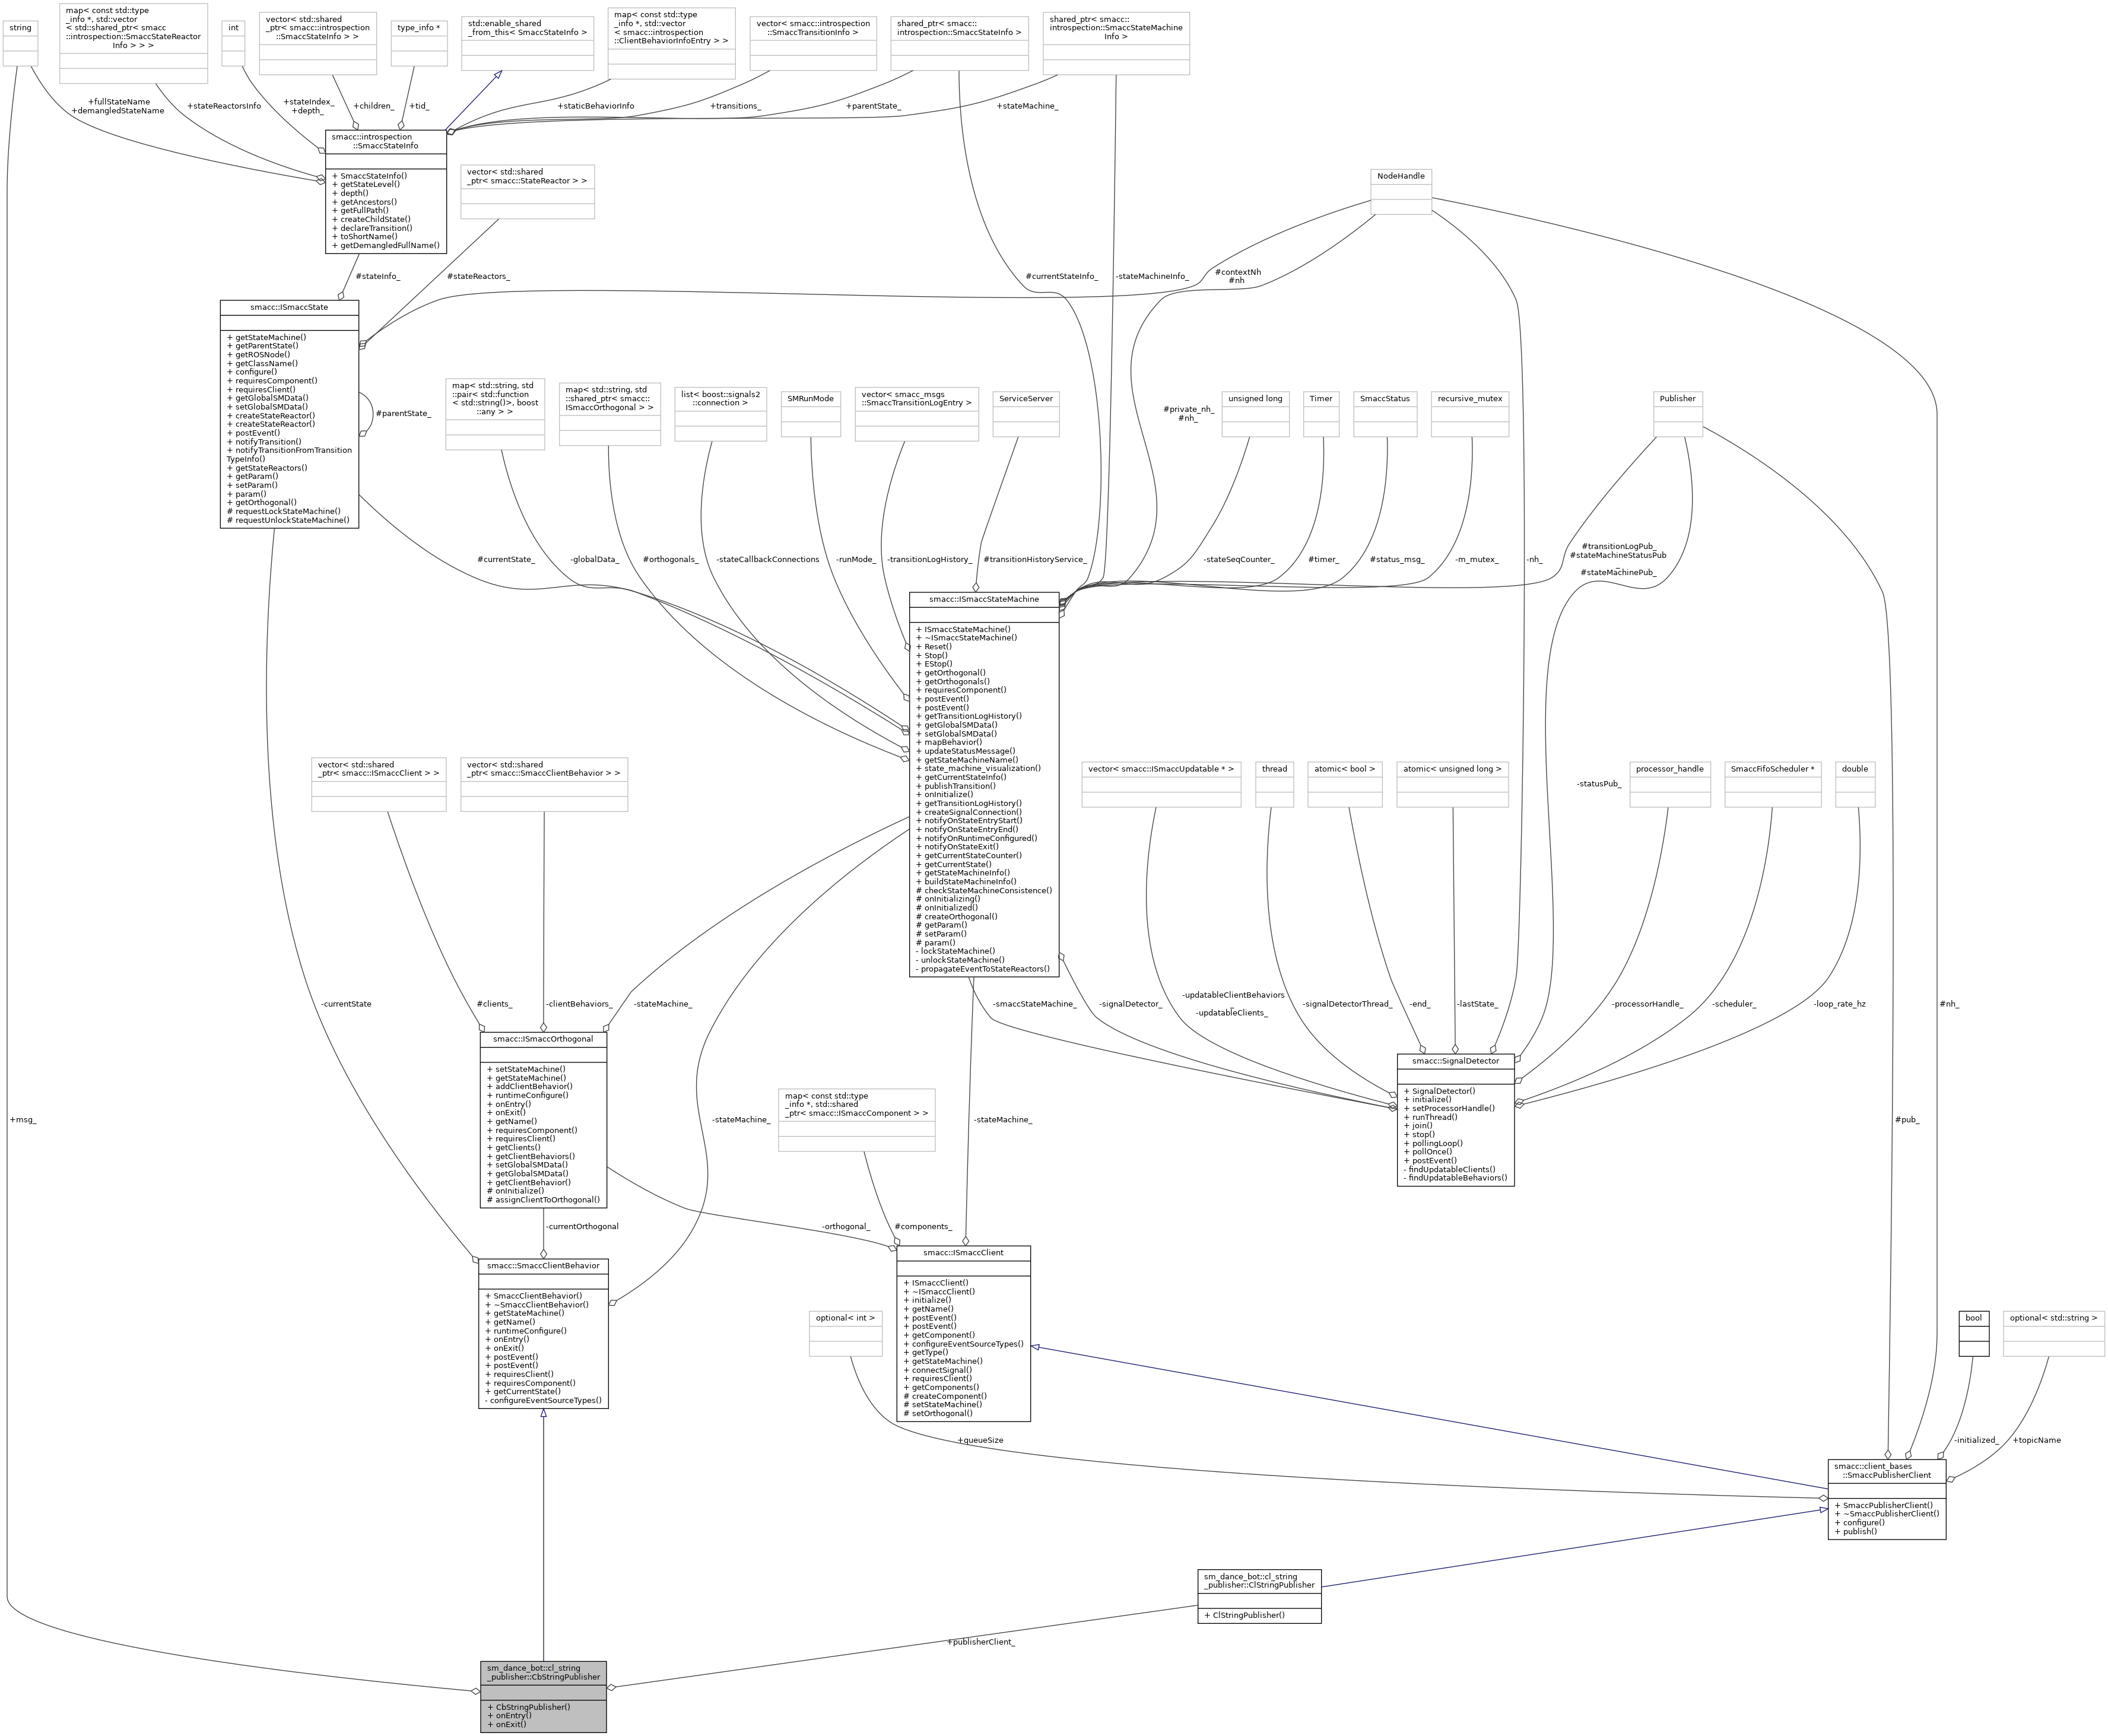 string
map< const std::type
_info *, std::vector
< std::shared_ptr< smacc
::introspection::SmaccStateReactor
Info > > >
int
vector< std::shared
_ptr< smacc::introspection
::SmaccStateInfo > >
type_info *
std::enable_shared
_from_this< SmaccStateInfo >
map< const std::type
_info *, std::vector
< smacc::introspection
::ClientBehaviorInfoEntry > >
vector< smacc::introspection
::SmaccTransitionInfo >
shared_ptr< smacc::
introspection::SmaccStateInfo >
shared_ptr< smacc::
introspection::SmaccStateMachine
Info >
+fullStateName
+demangledStateName
+stateReactorsInfo
+stateIndex_
+depth_
+children_
+tid_
+staticBehaviorInfo
+transitions_
+parentState_
+stateMachine_
smacc::introspection
::SmaccStateInfo
+ SmaccStateInfo()
+ getStateLevel()
+ depth()
+ getAncestors()
+ getFullPath()
+ createChildState()
+ declareTransition()
+ toShortName()
+ getDemangledFullName()
vector< std::shared
_ptr< smacc::StateReactor > >
NodeHandle
#stateInfo_
#stateReactors_
#currentStateInfo_
-stateMachineInfo_
#contextNh
#nh
smacc::ISmaccState
+ getStateMachine()
+ getParentState()
+ getROSNode()
+ getClassName()
+ configure()
+ requiresComponent()
+ requiresClient()
+ getGlobalSMData()
+ setGlobalSMData()
+ createStateReactor()
+ createStateReactor()
+ postEvent()
+ notifyTransition()
+ notifyTransitionFromTransition
TypeInfo()
+ getStateReactors()
+ getParam()
+ setParam()
+ param()
+ getOrthogonal()
# requestLockStateMachine()
# requestUnlockStateMachine()
#parentState_
map< std::string, std
::pair< std::function
< std::string()>, boost
::any > >
map< std::string, std
::shared_ptr< smacc::
ISmaccOrthogonal > >
list< boost::signals2
::connection >
SMRunMode
vector< smacc_msgs
::SmaccTransitionLogEntry >
ServiceServer
#private_nh_
#nh_
unsigned long
Timer
SmaccStatus
recursive_mutex
Publisher
#currentState_
-globalData_
#orthogonals_
-stateCallbackConnections
-runMode_
-transitionLogHistory_
#transitionHistoryService_
-stateSeqCounter_
#timer_
#status_msg_
-m_mutex_
-nh_
#transitionLogPub_
#stateMachineStatusPub
_
#stateMachinePub_
smacc::ISmaccStateMachine
+ ISmaccStateMachine()
+ ~ISmaccStateMachine()
+ Reset()
+ Stop()
+ EStop()
+ getOrthogonal()
+ getOrthogonals()
+ requiresComponent()
+ postEvent()
+ postEvent()
+ getTransitionLogHistory()
+ getGlobalSMData()
+ setGlobalSMData()
+ mapBehavior()
+ updateStatusMessage()
+ getStateMachineName()
+ state_machine_visualization()
+ getCurrentStateInfo()
+ publishTransition()
+ onInitialize()
+ getTransitionLogHistory()
+ createSignalConnection()
+ notifyOnStateEntryStart()
+ notifyOnStateEntryEnd()
+ notifyOnRuntimeConfigured()
+ notifyOnStateExit()
+ getCurrentStateCounter()
+ getCurrentState()
+ getStateMachineInfo()
+ buildStateMachineInfo()
# checkStateMachineConsistence()
# onInitializing()
# onInitialized()
# createOrthogonal()
# getParam()
# setParam()
# param()
- lockStateMachine()
- unlockStateMachine()
- propagateEventToStateReactors()
vector< std::shared
_ptr< smacc::ISmaccClient > >
vector< std::shared
_ptr< smacc::SmaccClientBehavior > >
vector< smacc::ISmaccUpdatable * >
thread
atomic< bool >
atomic< unsigned long >
-statusPub_
processor_handle
SmaccFifoScheduler *
double
-currentState
#clients_
-clientBehaviors_
-stateMachine_
-smaccStateMachine_
-signalDetector_
-updatableClientBehaviors
_
-updatableClients_
-signalDetectorThread_
-end_
-lastState_
-processorHandle_
-scheduler_
-loop_rate_hz
#nh_
smacc::ISmaccOrthogonal
+ setStateMachine()
+ getStateMachine()
+ addClientBehavior()
+ runtimeConfigure()
+ onEntry()
+ onExit()
+ getName()
+ requiresComponent()
+ requiresClient()
+ getClients()
+ getClientBehaviors()
+ setGlobalSMData()
+ getGlobalSMData()
+ getClientBehavior()
# onInitialize()
# assignClientToOrthogonal()
smacc::SignalDetector
+ SignalDetector()
+ initialize()
+ setProcessorHandle()
+ runThread()
+ join()
+ stop()
+ pollingLoop()
+ pollOnce()
+ postEvent()
- findUpdatableClients()
- findUpdatableBehaviors()
map< const std::type
_info *, std::shared
_ptr< smacc::ISmaccComponent > >
+msg_
-stateMachine_
-stateMachine_
#pub_
-currentOrthogonal
-orthogonal_
#components_
smacc::SmaccClientBehavior
+ SmaccClientBehavior()
+ ~SmaccClientBehavior()
+ getStateMachine()
+ getName()
+ runtimeConfigure()
+ onEntry()
+ onExit()
+ postEvent()
+ postEvent()
+ requiresClient()
+ requiresComponent()
+ getCurrentState()
- configureEventSourceTypes()
smacc::ISmaccClient
+ ISmaccClient()
+ ~ISmaccClient()
+ initialize()
+ getName()
+ postEvent()
+ postEvent()
+ getComponent()
+ configureEventSourceTypes()
+ getType()
+ getStateMachine()
+ connectSignal()
+ requiresClient()
+ getComponents()
# createComponent()
# setStateMachine()
# setOrthogonal()
optional< int >
bool
optional< std::string >
+queueSize
-initialized_
+topicName
smacc::client_bases
::SmaccPublisherClient
+ SmaccPublisherClient()
+ ~SmaccPublisherClient()
+ configure()
+ publish()
sm_dance_bot::cl_string
_publisher::ClStringPublisher
+ ClStringPublisher()
+publisherClient_
sm_dance_bot::cl_string
_publisher::CbStringPublisher
+ CbStringPublisher()
+ onEntry()
+ onExit()